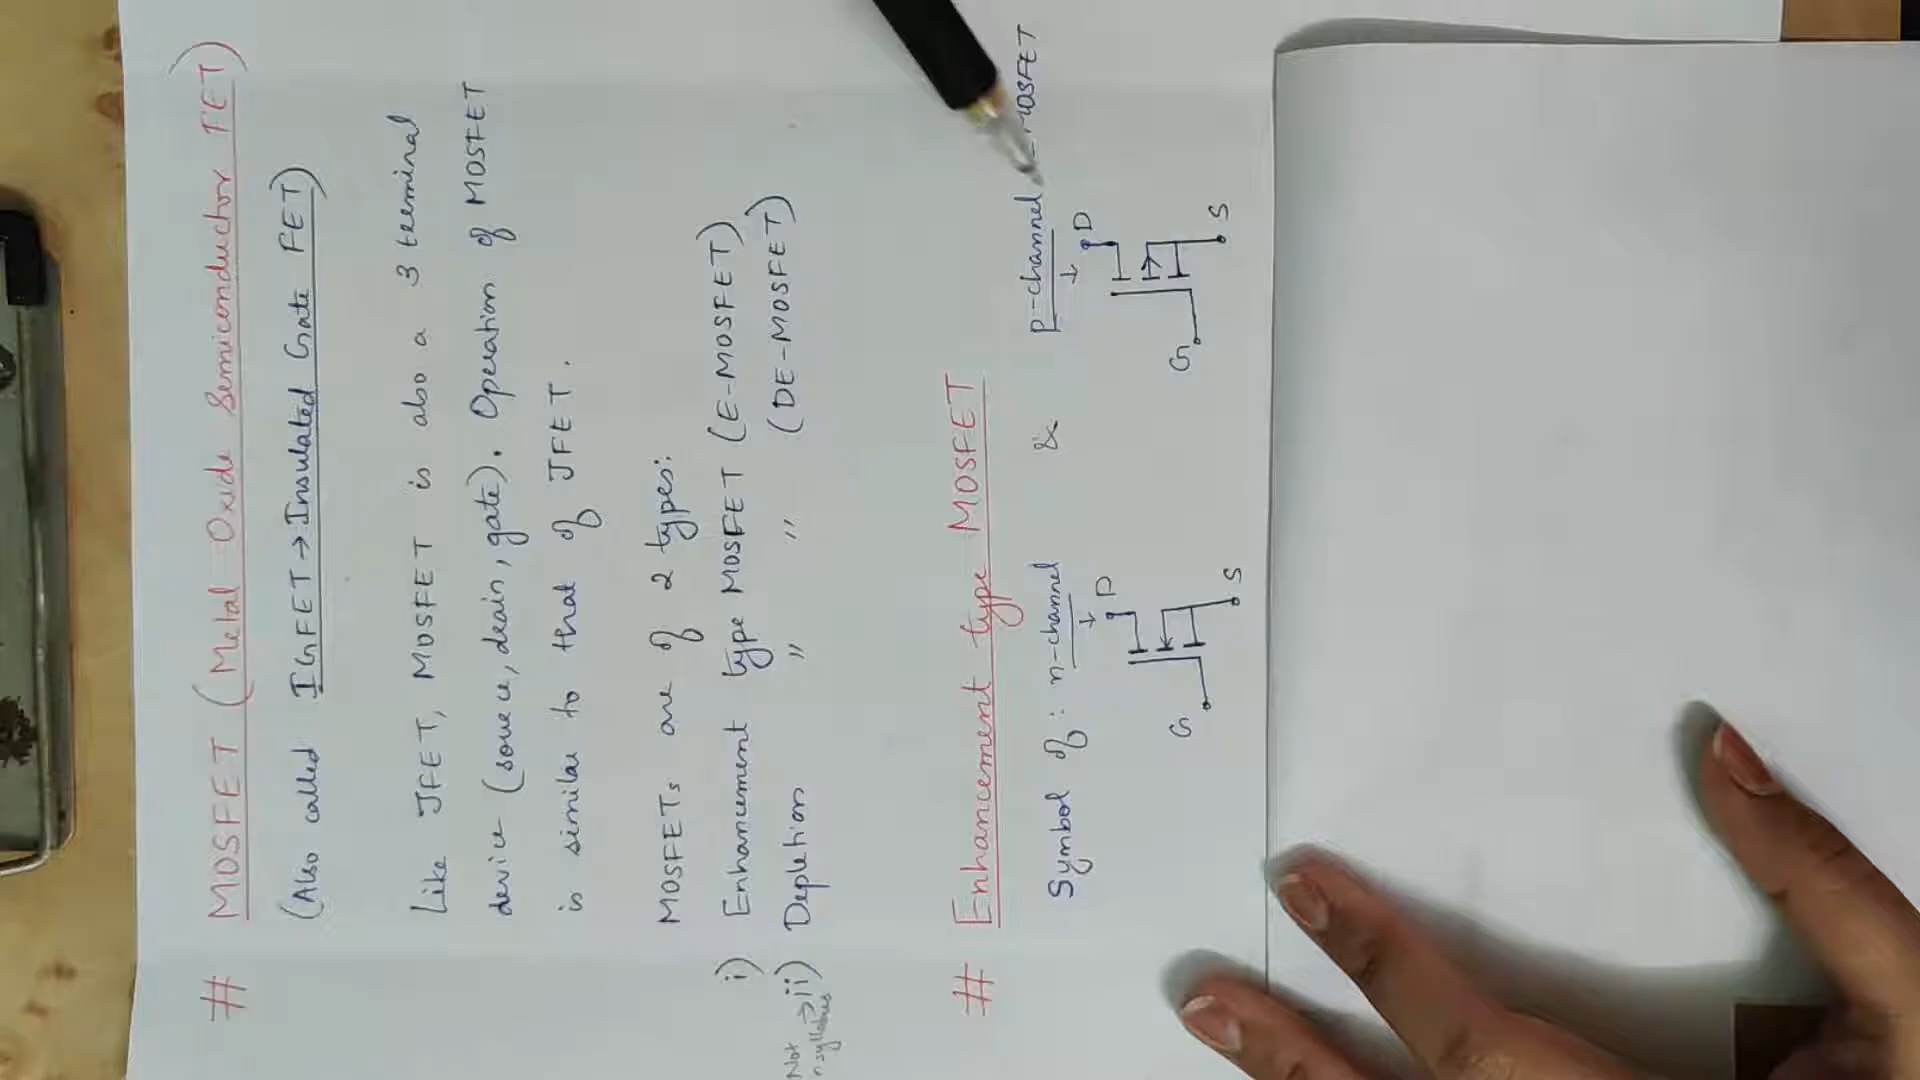 # MOSFET (Metal Oxide Semiconductor FET)
(Also called IGFET → Insulated Gate FET)
Like JFET, MOSFET is also a 3 terminal
device (source, drain, gate). Operation of MOSFET
is similar to that of JFET.
MOSFETs are of 2 types:
i) Enhancement type MOSFET (E-MOSFET)
Not > ii) Depletion " " (DE-MOSFET)
syllabus
# Enhancement type MOSFET
Symbol of: n-channel & p-channel MOSFET
↓ ↓
D D
G G
S S